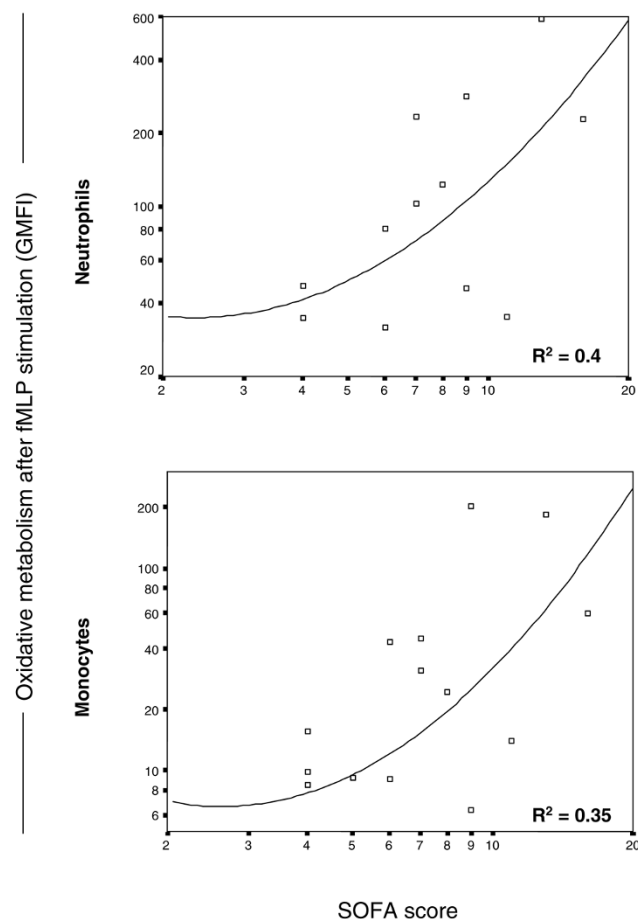 Oxidative metabolism after fMLP stimulation (GMFI)
Neutrophils
600
400
200
100
80
60
40
20
2 3 4 5 6 7 8 9 10 20
R² = 0.4
Monocytes
200
100
80
60
40
20
10
8
6
2 3 4 5 6 7 8 9 10 20
R² = 0.35
SOFA score